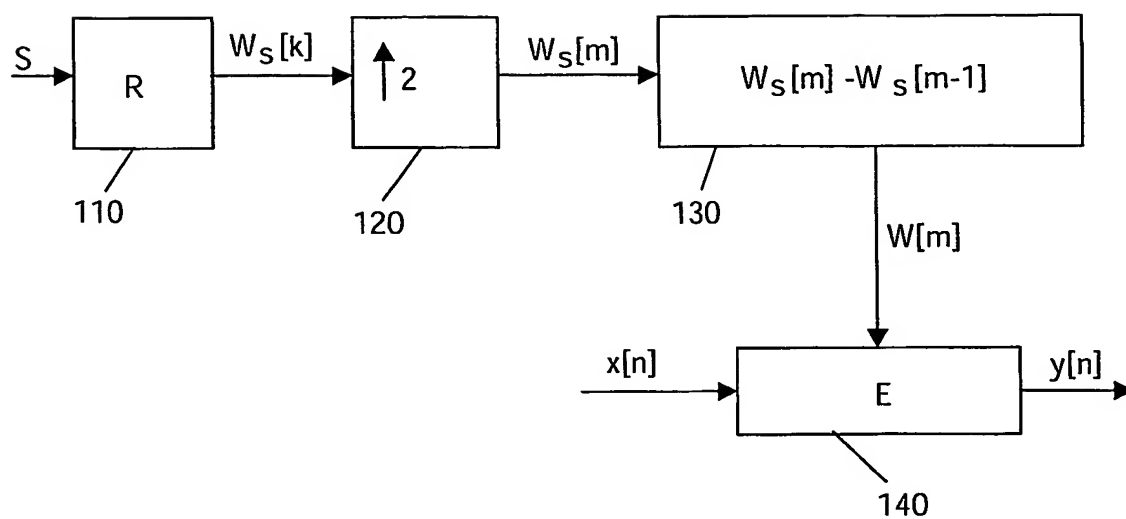 S
R
W_S[k]
2
W_S[m]
W_S[m] -W_S[m-1]
110
120
130
W[m]
x[n]
E
y[n]
140